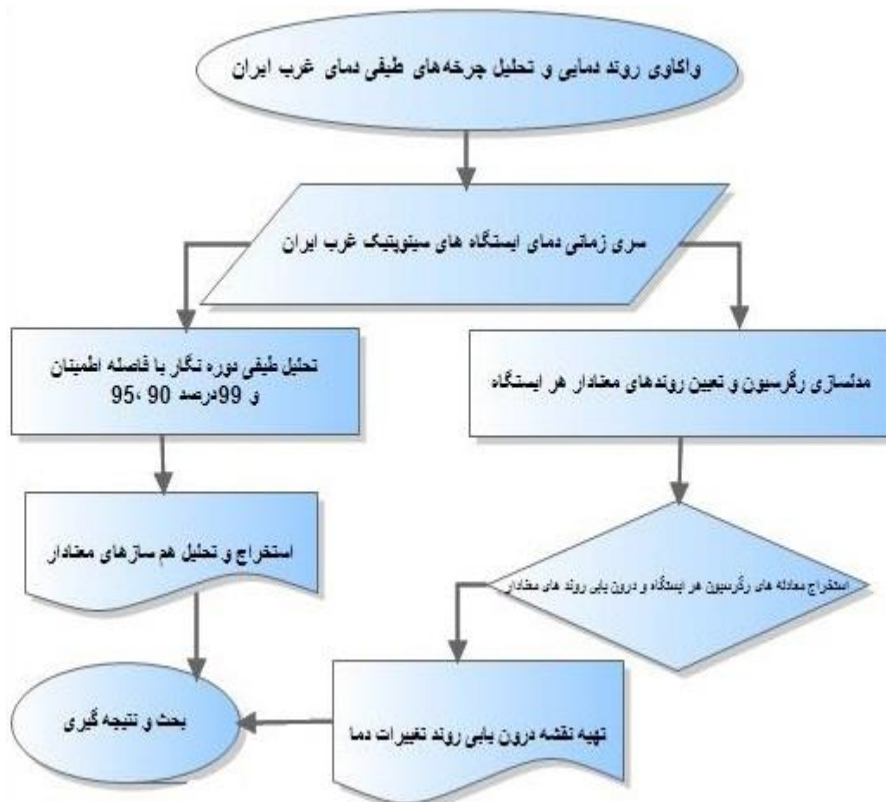 واکاوی روند دمایی و تحلیل چرخه‌های طیفی دمای غرب ایران
سری زمانی دمای ایستگاه های سینوپتیک غرب ایران
مدلسازی رگرسیون و تعیین روندهای معنادار هر ایستگاه
تحلیل طیفی دوره نگار با فاصله اطمینان
95، 90 و 99درصد
استخراج معادله های رگرسیون هر ایستگاه و درون یابی روند های معنادار
استخراج و تحلیل هم سازهای معنادار
تهیه نقشه درون یابی روند تغییرات دما
بحث و نتیجه گیری